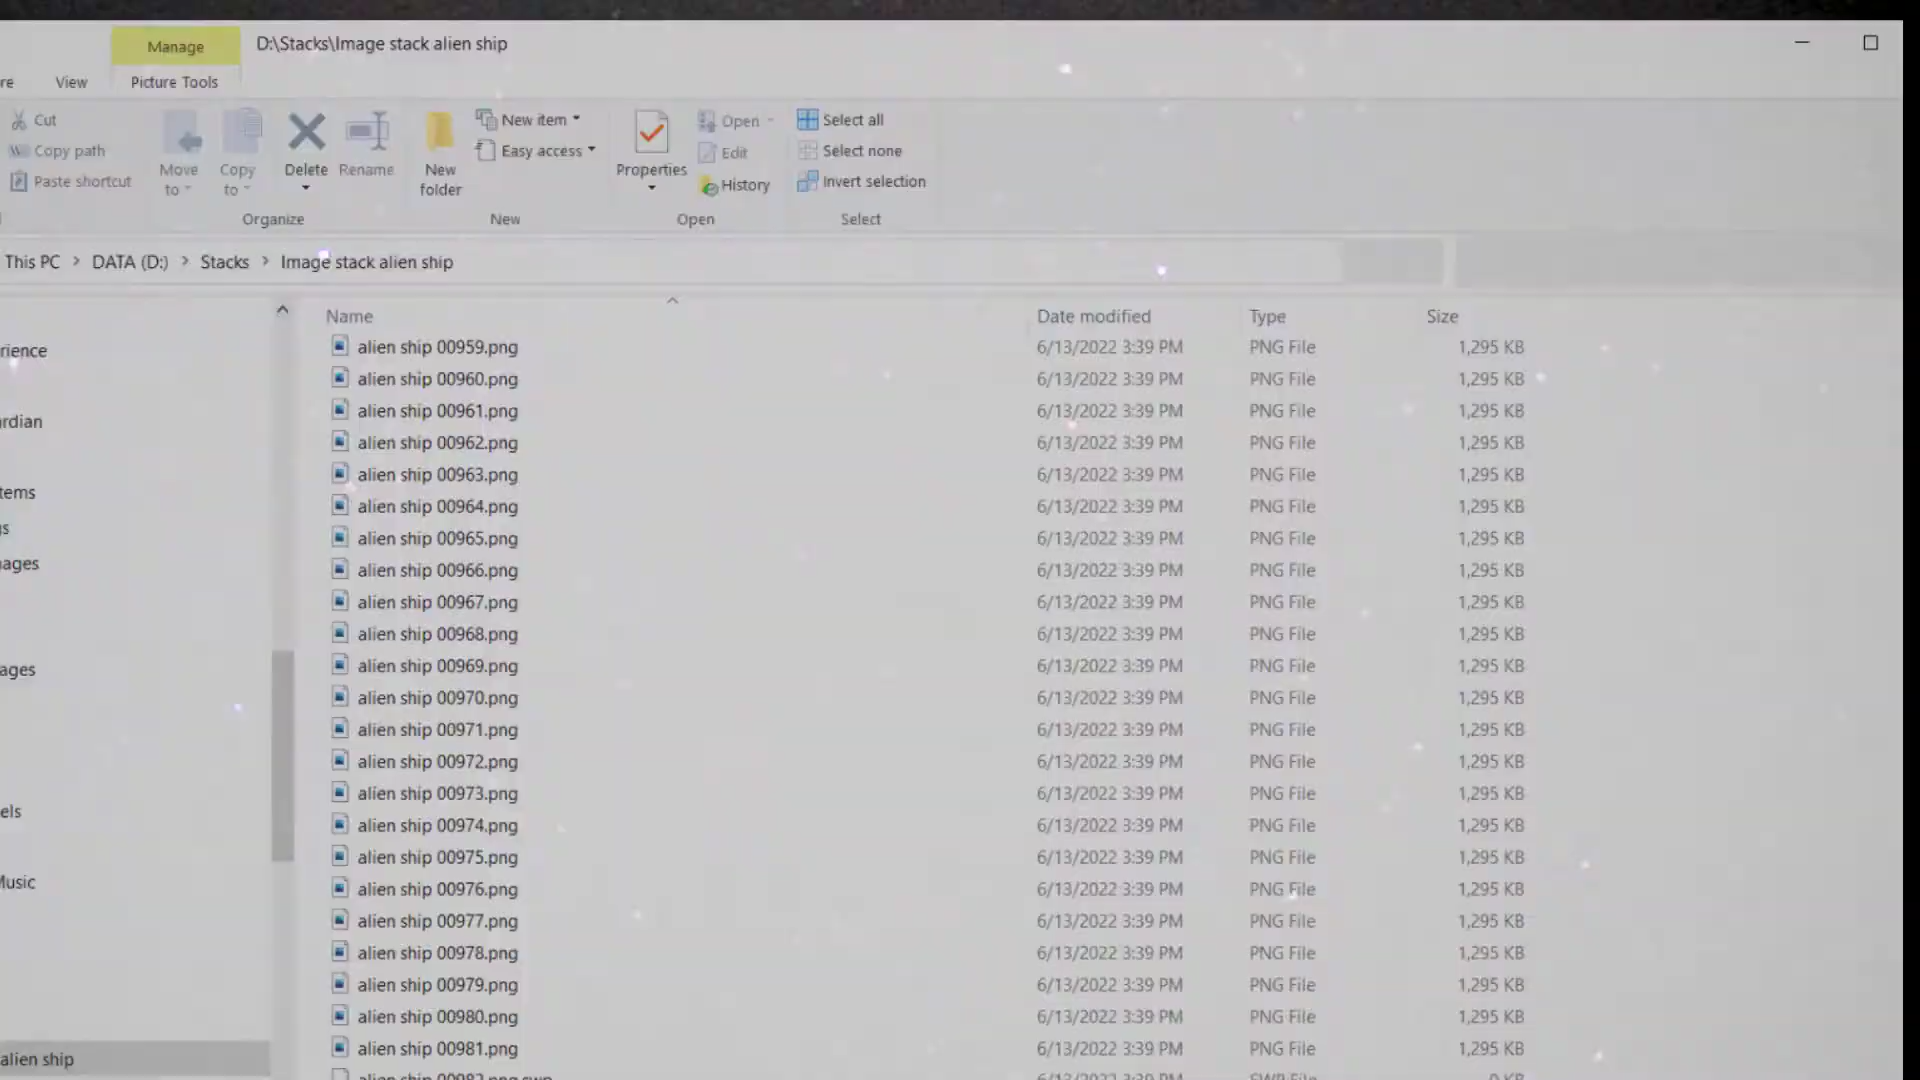 Manage
D:\Stacks\Image stack alien ship
re
View
Picture Tools
Cut
Copy path
Paste shortcut
Move to
Copy to
Delete
Rename
New folder
New item
Easy access
Properties
Open
Edit
History
Select all
Select none
Invert selection
Organize
New
Open
Select
This PC > DATA (D:) > Stacks > Image stack alien ship
rience
rdian
tems
gs
ages
ages
els
Music
alien ship
Name Date modified Type Size
alien ship 00959.png 6/13/2022 3:39 PM PNG File 1,295 KB
alien ship 00960.png 6/13/2022 3:39 PM PNG File 1,295 KB
alien ship 00961.png 6/13/2022 3:39 PM PNG File 1,295 KB
alien ship 00962.png 6/13/2022 3:39 PM PNG File 1,295 KB
alien ship 00963.png 6/13/2022 3:39 PM PNG File 1,295 KB
alien ship 00964.png 6/13/2022 3:39 PM PNG File 1,295 KB
alien ship 00965.png 6/13/2022 3:39 PM PNG File 1,295 KB
alien ship 00966.png 6/13/2022 3:39 PM PNG File 1,295 KB
alien ship 00967.png 6/13/2022 3:39 PM PNG File 1,295 KB
alien ship 00968.png 6/13/2022 3:39 PM PNG File 1,295 KB
alien ship 00969.png 6/13/2022 3:39 PM PNG File 1,295 KB
alien ship 00970.png 6/13/2022 3:39 PM PNG File 1,295 KB
alien ship 00971.png 6/13/2022 3:39 PM PNG File 1,295 KB
alien ship 00972.png 6/13/2022 3:39 PM PNG File 1,295 KB
alien ship 00973.png 6/13/2022 3:39 PM PNG File 1,295 KB
alien ship 00974.png 6/13/2022 3:39 PM PNG File 1,295 KB
alien ship 00975.png 6/13/2022 3:39 PM PNG File 1,295 KB
alien ship 00976.png 6/13/2022 3:39 PM PNG File 1,295 KB
alien ship 00977.png 6/13/2022 3:39 PM PNG File 1,295 KB
alien ship 00978.png 6/13/2022 3:39 PM PNG File 1,295 KB
alien ship 00979.png 6/13/2022 3:39 PM PNG File 1,295 KB
alien ship 00980.png 6/13/2022 3:39 PM PNG File 1,295 KB
alien ship 00981.png 6/13/2022 3:39 PM PNG File 1,295 KB